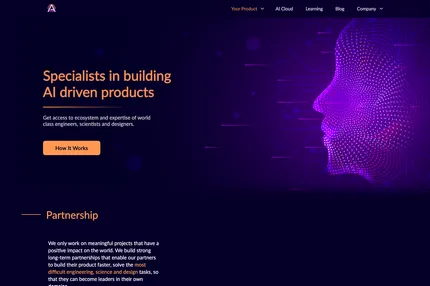 Your Product AI Cloud Learning Blog Company
Specialists in building
AI driven products
Get access to ecosystem and expertise of world
class engineers, scientists and designers.
How It Works
Partnership
We only work on meaningful projects that have a
positive impact on the world. We build strong
long-term partnerships that enable our partners
to build their product faster, solve the most
difficult engineering, science and design tasks, so
that they can become leaders in their own